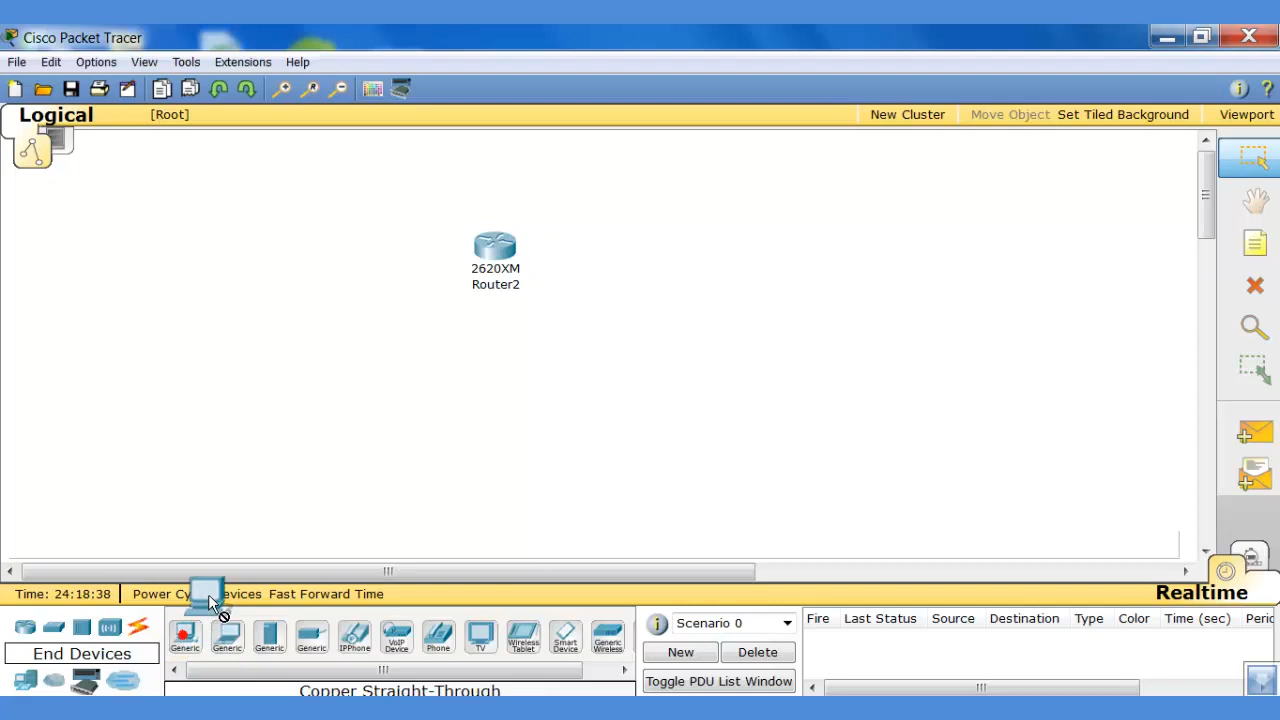 Cisco Packet Tracer
File Edit Options View Tools Extensions Help
Logical [Root] New Cluster Move Object Set Tiled Background Viewport
2620XM
Router2
Time: 24:18:38 Power Cy evices Fast Forward Time Realtime
Generic Generic Generic Generic IPPhone VoIP Device Phone TV Wireless Tablet Smart Device Generic Wireless
End Devices
Copper Straight-Through
Scenario 0
New Delete
Toggle PDU List Window
Fire Last Status Source Destination Type Color Time (sec) Perio